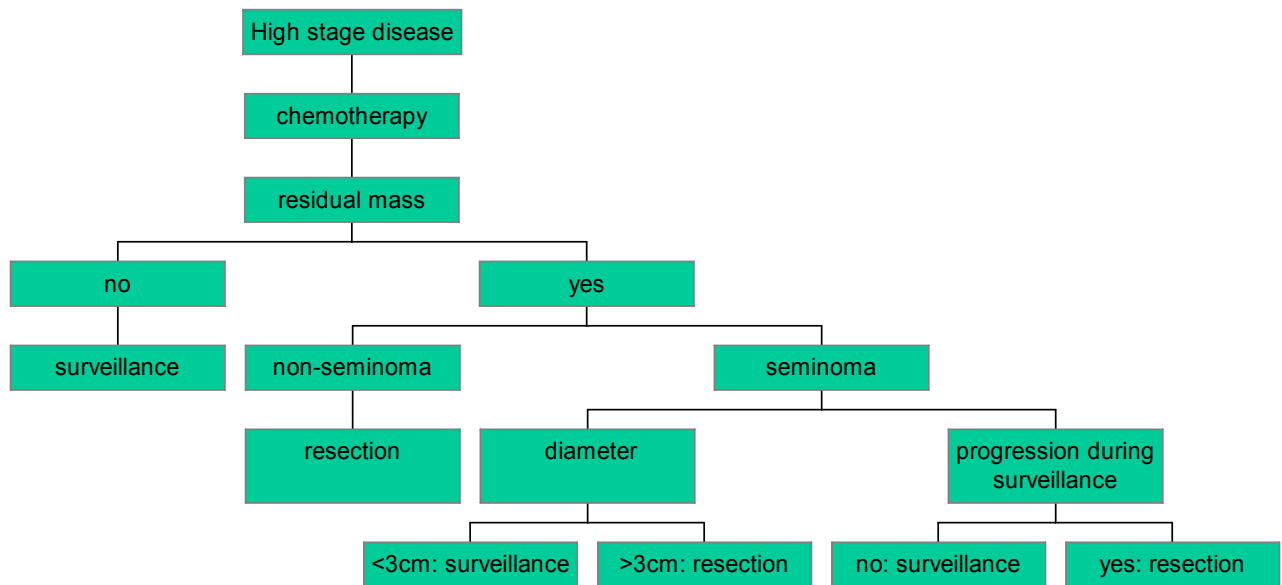 High stage disease
chemotherapy
residual mass
no
yes
surveillance
non-seminoma
seminoma
resection
diameter
progression during
surveillance
<3cm: surveillance
>3cm: resection
no: surveillance
yes: resection